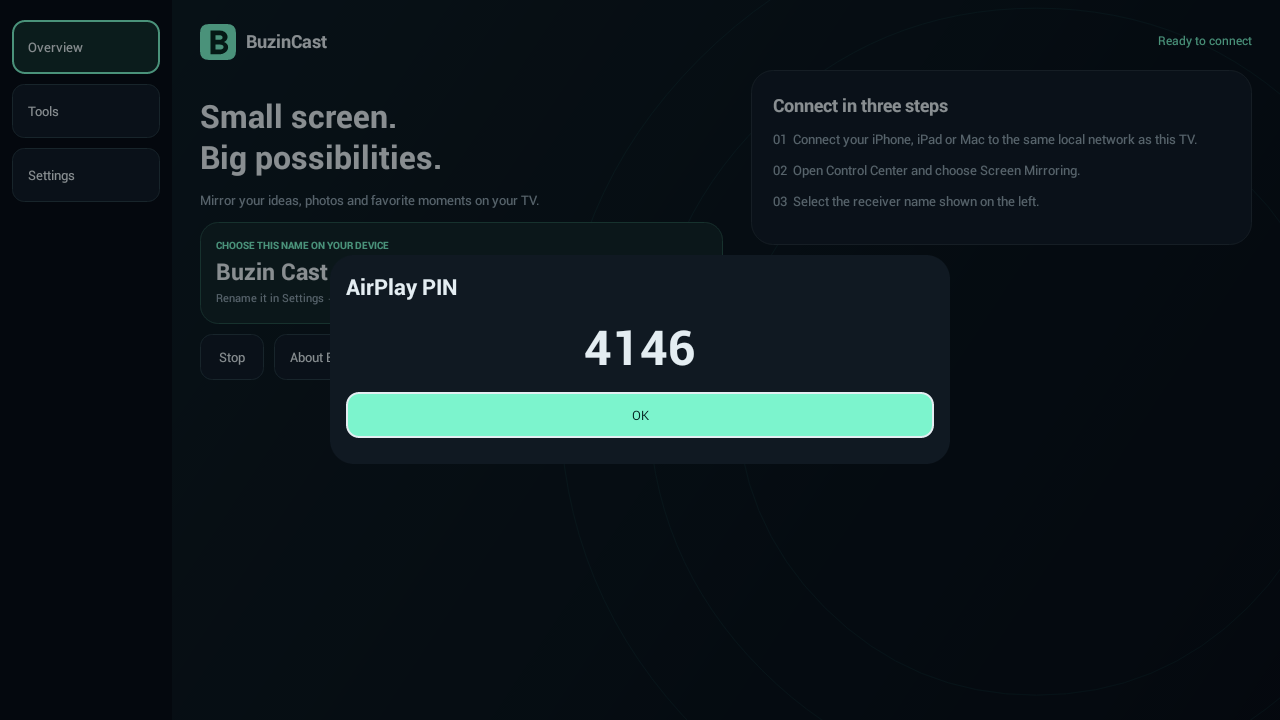 Overview
Tools
Settings
B BuzinCast
Ready to connect
Small screen.
Big possibilities.
Mirror your ideas, photos and favorite moments on your TV.
CHOOSE THIS NAME ON YOUR DEVICE
Buzin Cast
Rename it in Settings
Stop
About
Connect in three steps
01 Connect your iPhone, iPad or Mac to the same local network as this TV.
02 Open Control Center and choose Screen Mirroring.
03 Select the receiver name shown on the left.
AirPlay PIN
4146
OK